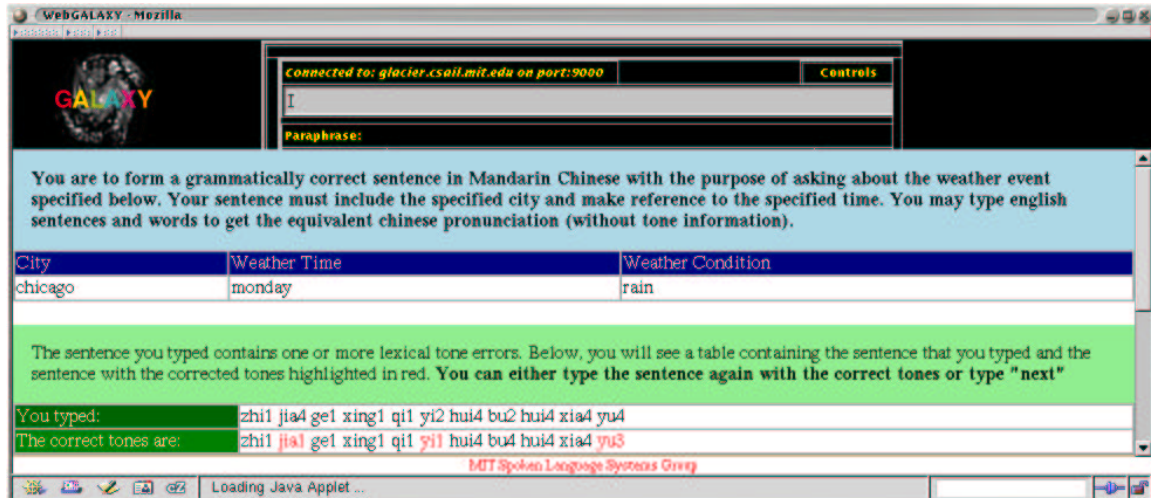 WebGALAXY - Mozilla
GALAXY
Connected to: glacier.csail.mit.edu on port:9000
Controls
Paraphrase:
You are to form a grammatically correct sentence in Mandarin Chinese with the purpose of asking about the weather event
specified below. Your sentence must include the specified city and make reference to the specified time. You may type english
sentences and words to get the equivalent chinese pronunciation (without tone information).
City Weather Time Weather Condition
chicago monday rain
The sentence you typed contains one or more lexical tone errors. Below, you will see a table containing the sentence that you typed and the
sentence with the corrected tones highlighted in red. You can either type the sentence again with the correct tones or type "next"
You typed: zhi1 jia4 ge1 xing1 qi1 yi2 hui4 bu2 hui4 xia4 yu4
The correct tones are: zhi1 jia1 ge1 xing1 qi1 yi1 hui4 bu4 hui4 xia4 yu3
MIT Spoken Language Systems Group
Loading Java Applet ...